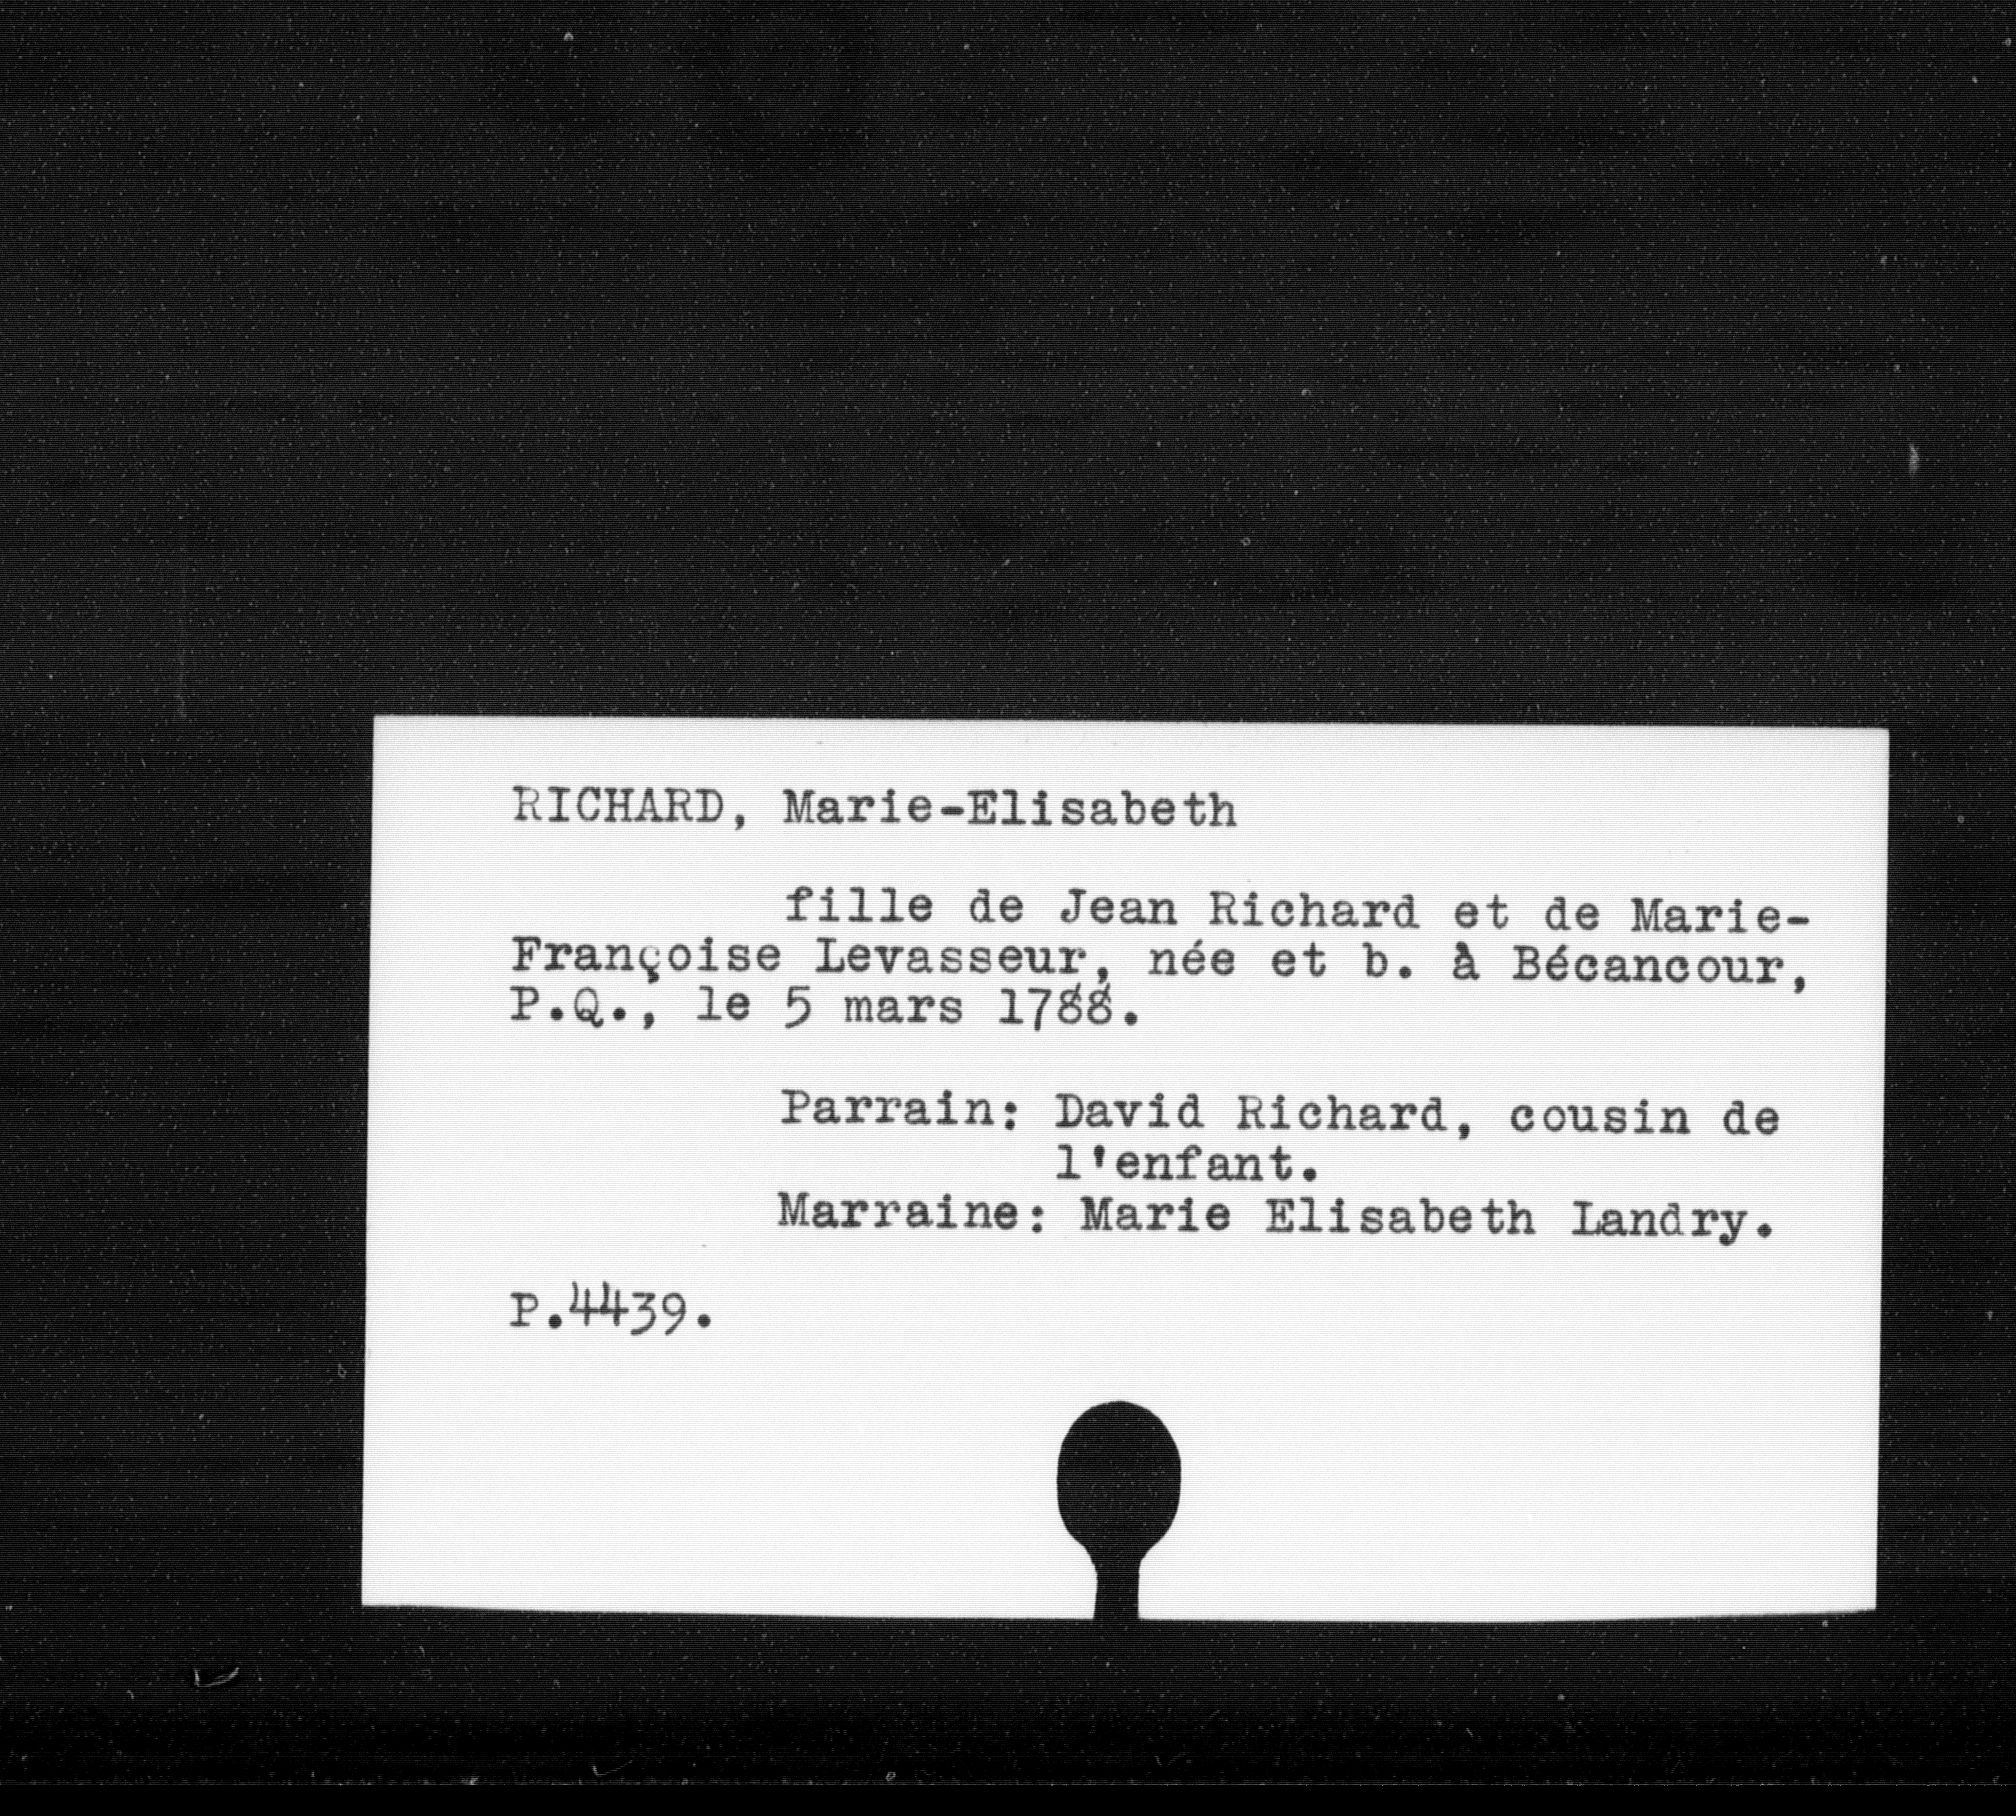 RICHARD, Marie-Elisabeth
fille de Jean Richard et de Marie-
Françoise Levasseur, née et b. à Bécancour,
P.Q., le 5 mars 1788.
Parrain: David Richard, cousin de
l'enfant.
Marraine: Marie Elisabeth Landry.
P.4439.